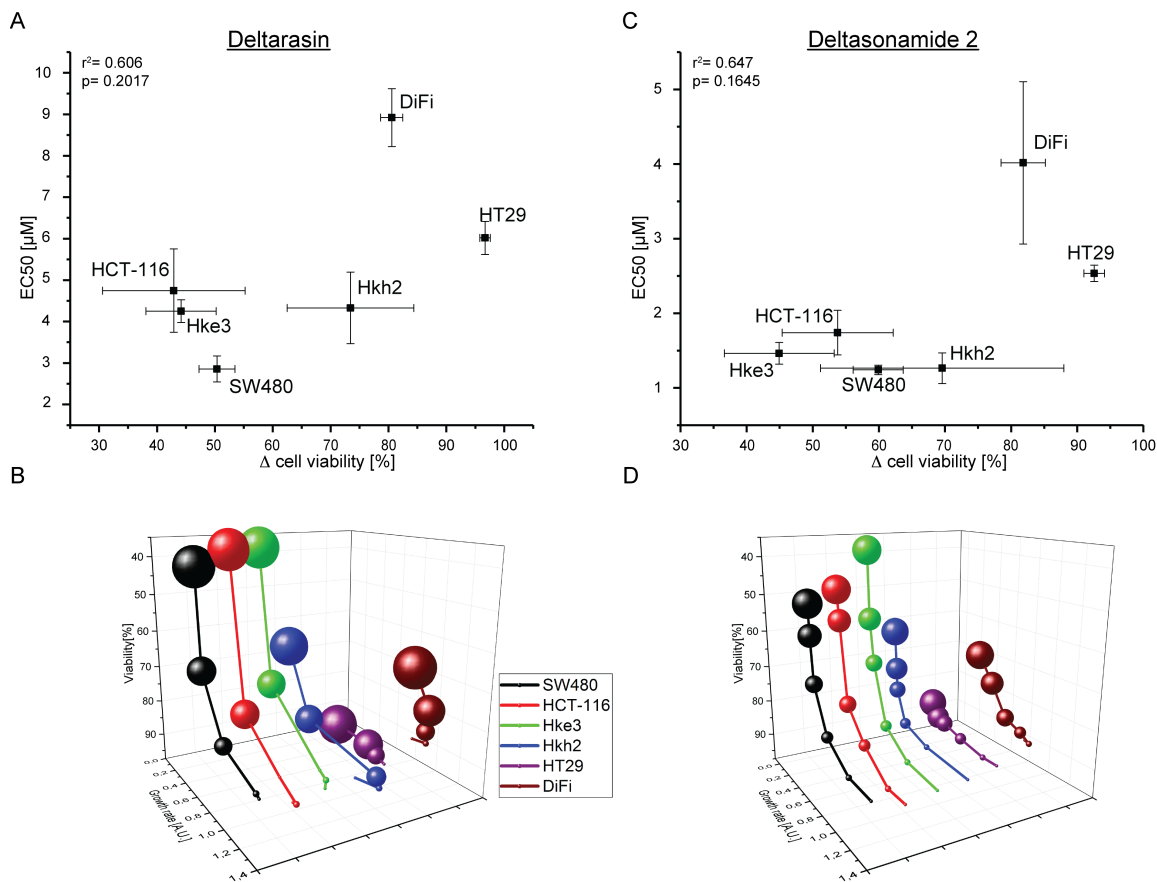 A
Deltarasin
r²= 0.606
p= 0.2017
10
9
8
7
6
5
4
3
2
EC50 [µM]
DiFi
HT29
HCT-116
Hkh2
Hke3
SW480
30 40 50 60 70 80 90 100
Δ cell viability [%]
C
Deltasonamide 2
r²= 0.647
p= 0.1645
5
4
3
2
1
EC50 [µM]
DiFi
HT29
HCT-116
Hke3
Hkh2
SW480
30 40 50 60 70 80 90 100
Δ cell viability [%]
B
40
50
60
70
80
90
Viability[%]
0.0
0.2
0.4
0.6
0.8
1.0
1.2
1.4
Growth rate [A.U.]
SW480
HCT-116
Hke3
Hkh2
HT29
DiFi
D
40
50
60
70
80
90
Viability[%]
0.0
0.2
0.4
0.6
0.8
1.0
1.2
1.4
Growth rate [A.U.]